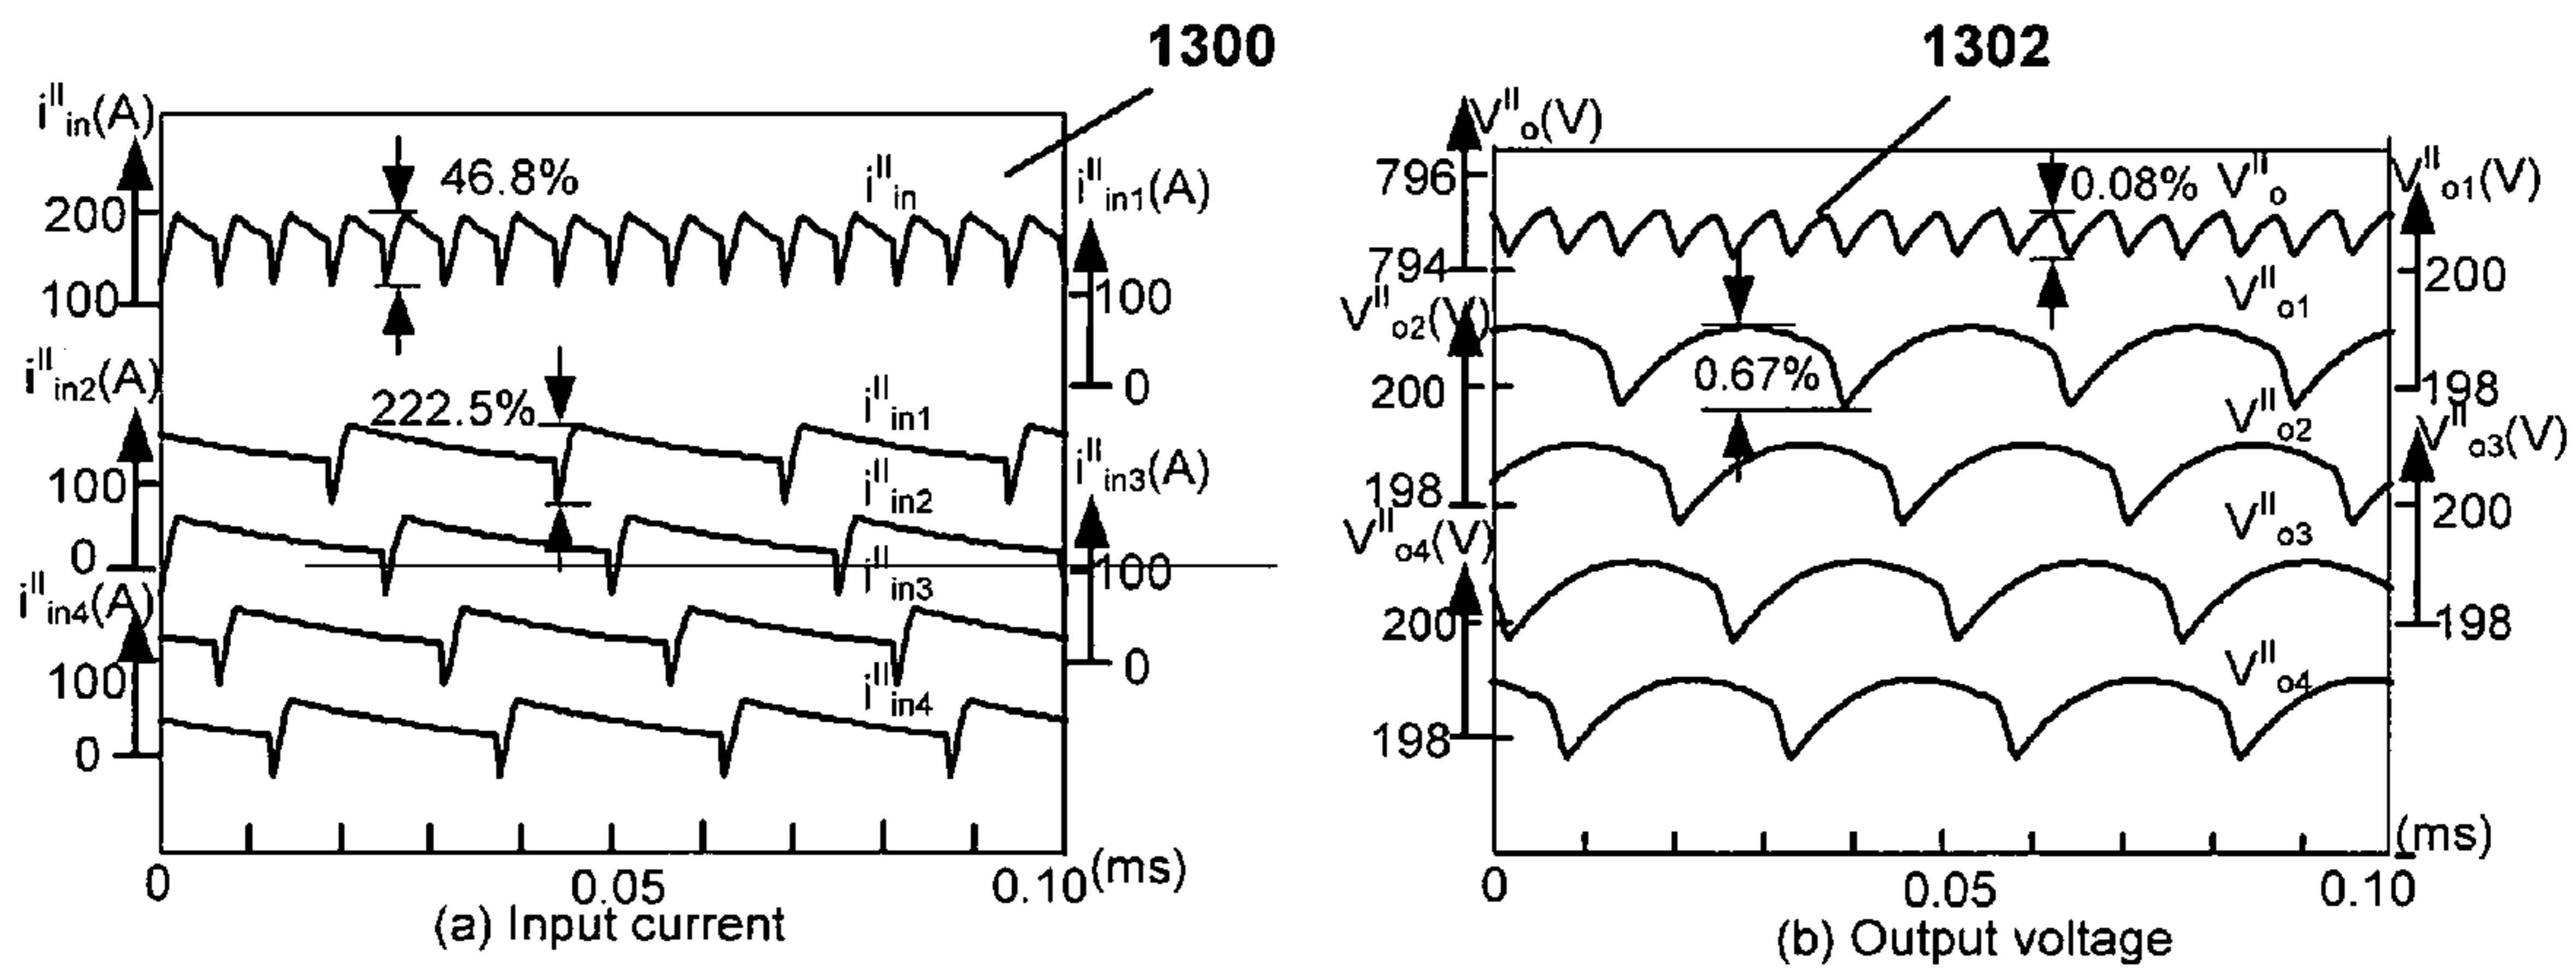 1300
1302
i^II_in(A)
46.8%
i^II_in
i^II_in1(A)
200
100
100
0
i^II_in2(A)
222.5%
i^II_in1
100
i^II_in2
i^II_in3(A)
0
i^II_in3
100
i^II_in4(A)
100
i^II_in4
0
0
0
0.05
0.10
(ms)
(a) Input current
V^II_o(V)
796
0.08%
V^II_o
V^II_o1(V)
794
200
V^II_o1
V^II_o2(V)
200
0.67%
198
V^II_o2
V^II_o3(V)
198
200
V^II_o3
V^II_o4(V)
200
198
V^II_o4
198
(ms)
0
0.05
0.10
(b) Output voltage